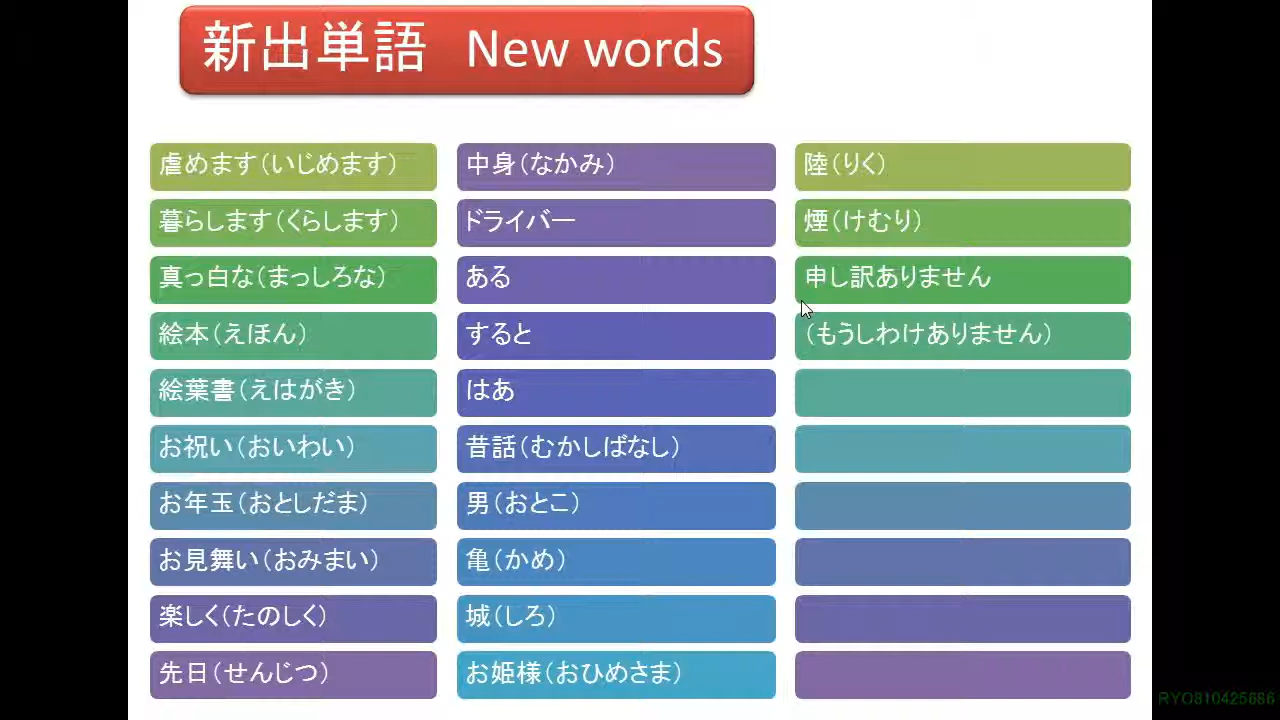 新出単語 New words
虐めます（いじめます）
暮らします（くらします）
真っ白な（まっしろな）
絵本（えほん）
絵葉書（えはがき）
お祝い（おいわい）
お年玉（おとしだま）
お見舞い（おみまい）
楽しく（たのしく）
先日（せんじつ）
中身（なかみ）
ドライバー
ある
すると
はあ
昔話（むかしばなし）
男（おとこ）
亀（かめ）
城（しろ）
お姫様（おひめさま）
陸（りく）
煙（けむり）
申し訳ありません
（もうしわけありません）
RYO810425686